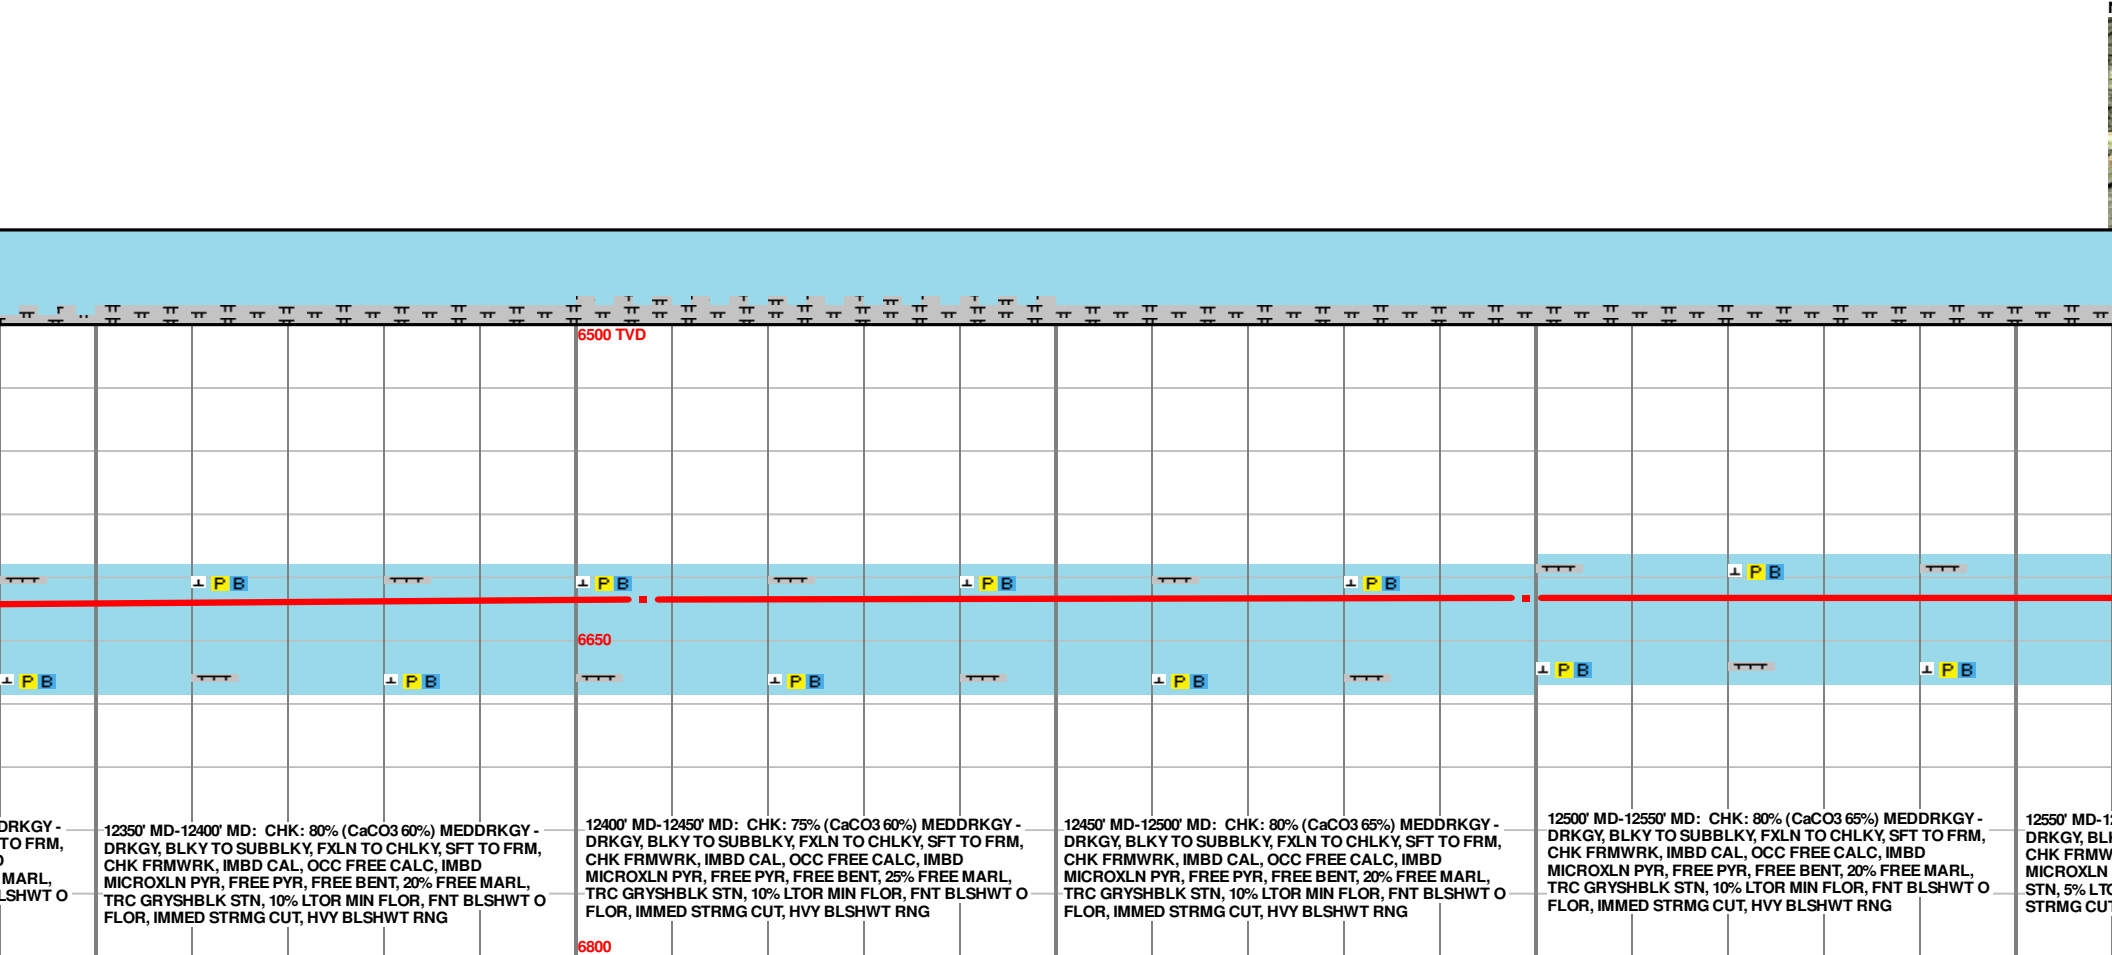 6500 TVD
P B
P B
P B
P B
P B
6650
P B
P B
P B
P B
P B
P B
DRKGY -
TO FRM,
MARL,
BLSHWT O
12350' MD-12400' MD: CHK: 80% (CaCO3 60%) MEDDRKGY -
DRKGY, BLKY TO SUBBLKY, FXLN TO CHLKY, SFT TO FRM,
CHK FRMWRK, IMBD CAL, OCC FREE CALC, IMBD
MICROXLN PYR, FREE PYR, FREE BENT, 20% FREE MARL,
TRC GRYSHBLK STN, 10% LTOR MIN FLOR, FNT BLSHWT O
FLOR, IMMED STRMG CUT, HVY BLSHWT RNG
12400' MD-12450' MD: CHK: 75% (CaCO3 60%) MEDDRKGY -
DRKGY, BLKY TO SUBBLKY, FXLN TO CHLKY, SFT TO FRM,
CHK FRMWRK, IMBD CAL, OCC FREE CALC, IMBD
MICROXLN PYR, FREE PYR, FREE BENT, 25% FREE MARL,
TRC GRYSHBLK STN, 10% LTOR MIN FLOR, FNT BLSHWT O
FLOR, IMMED STRMG CUT, HVY BLSHWT RNG
12450' MD-12500' MD: CHK: 80% (CaCO3 65%) MEDDRKGY -
DRKGY, BLKY TO SUBBLKY, FXLN TO CHLKY, SFT TO FRM,
CHK FRMWRK, IMBD CAL, OCC FREE CALC, IMBD
MICROXLN PYR, FREE PYR, FREE BENT, 20% FREE MARL,
TRC GRYSHBLK STN, 10% LTOR MIN FLOR, FNT BLSHWT O
FLOR, IMMED STRMG CUT, HVY BLSHWT RNG
12500' MD-12550' MD: CHK: 80% (CaCO3 65%) MEDDRKGY -
DRKGY, BLKY TO SUBBLKY, FXLN TO CHLKY, SFT TO FRM,
CHK FRMWRK, IMBD CAL, OCC FREE CALC, IMBD
MICROXLN PYR, FREE PYR, FREE BENT, 20% FREE MARL,
TRC GRYSHBLK STN, 10% LTOR MIN FLOR, FNT BLSHWT O
FLOR, IMMED STRMG CUT, HVY BLSHWT RNG
12550' MD-12
DRKGY, BLK
CHK FRMW
MICROXLN
STN, 5% LTO
STRMG CUT
6800